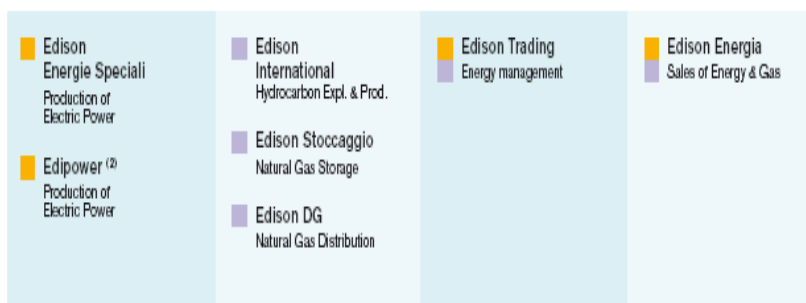 Edison
Energie Speciali
Production of
Electric Power
Edipower (2)
Production of
Electric Power
Edison
International
Hydrocarbon Expl. & Prod.
Edison Stoccaggio
Natural Gas Storage
Edison DG
Natural Gas Distribution
Edison Trading
Energy management
Edison Energia
Sales of Energy & Gas